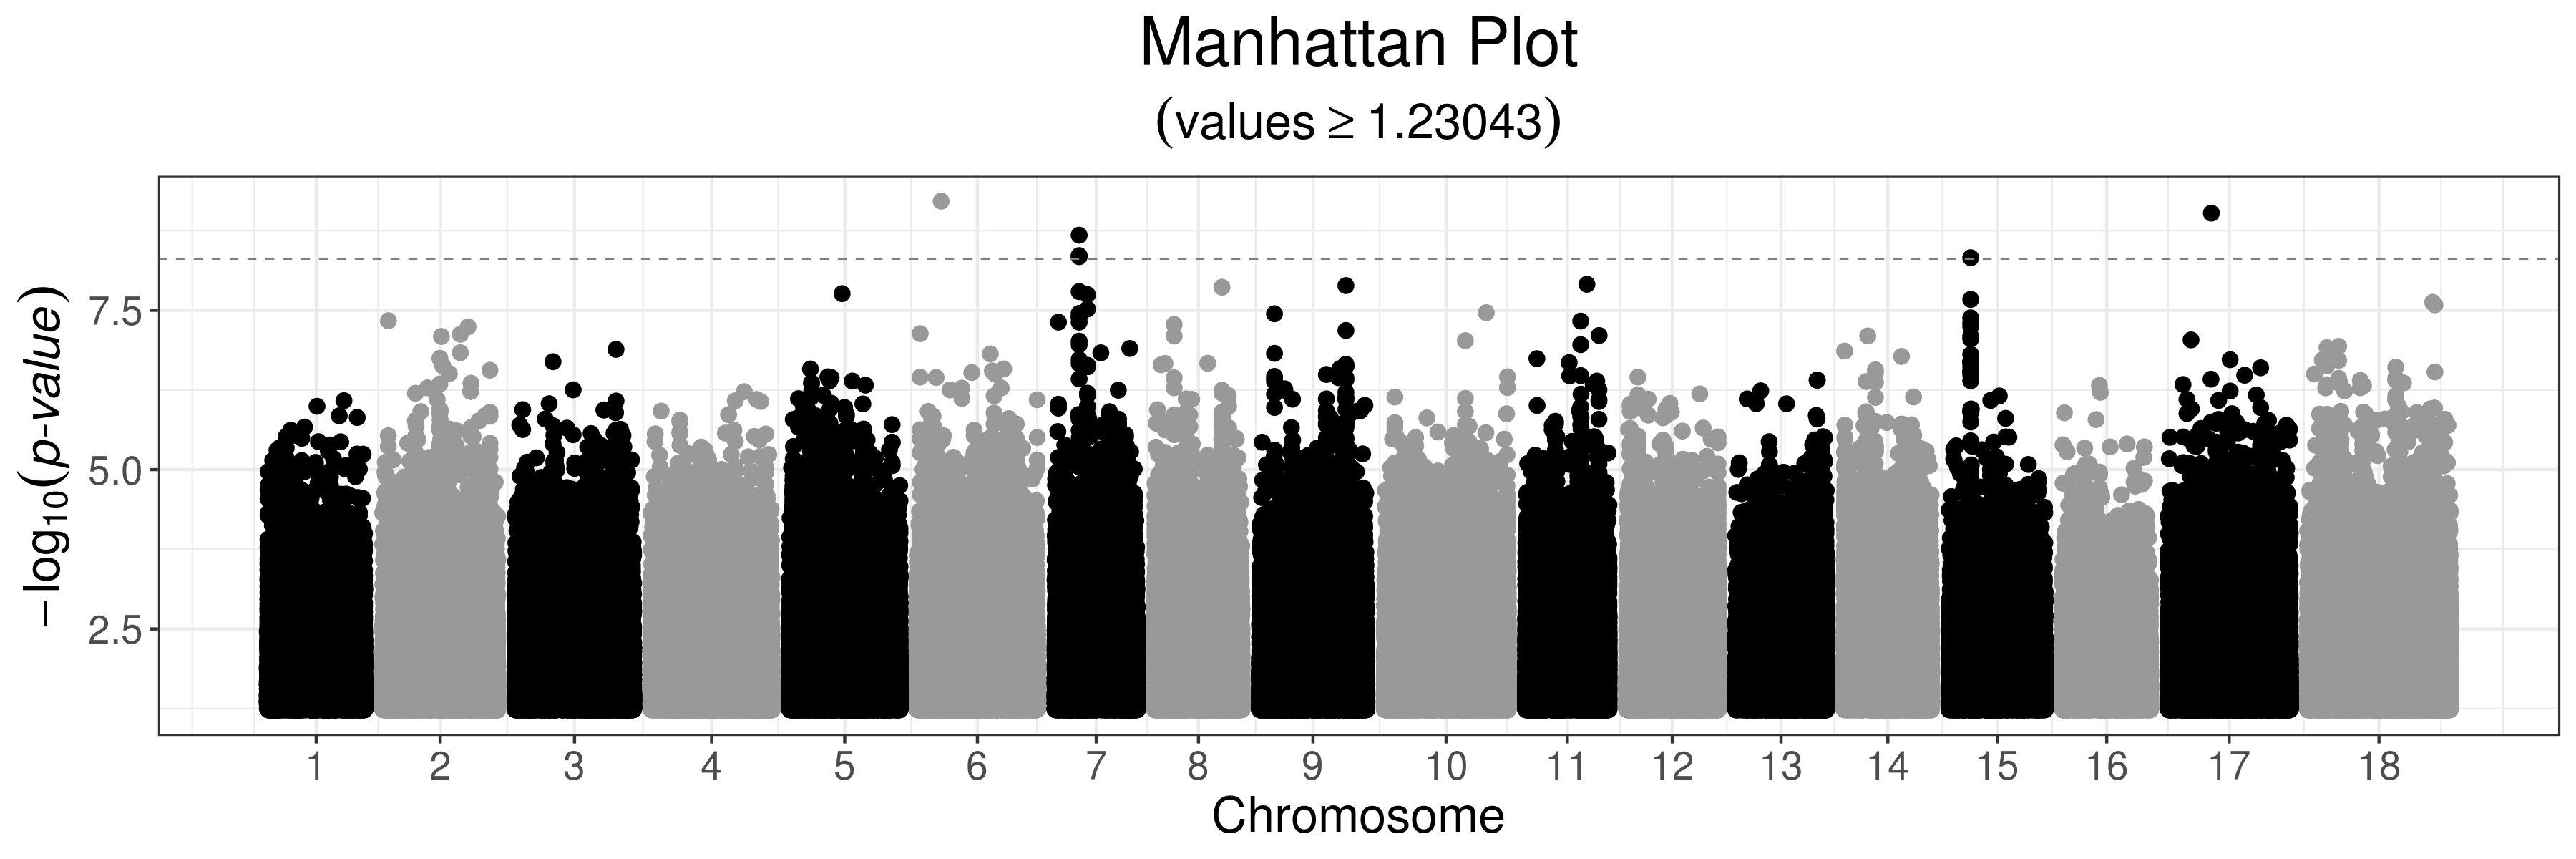 Manhattan Plot
(values ≥ 1.23043)
−log10(p-value)
7.5
5.0
2.5
1 2 3 4 5 6 7 8 9 10 11 12 13 14 15 16 17 18
Chromosome